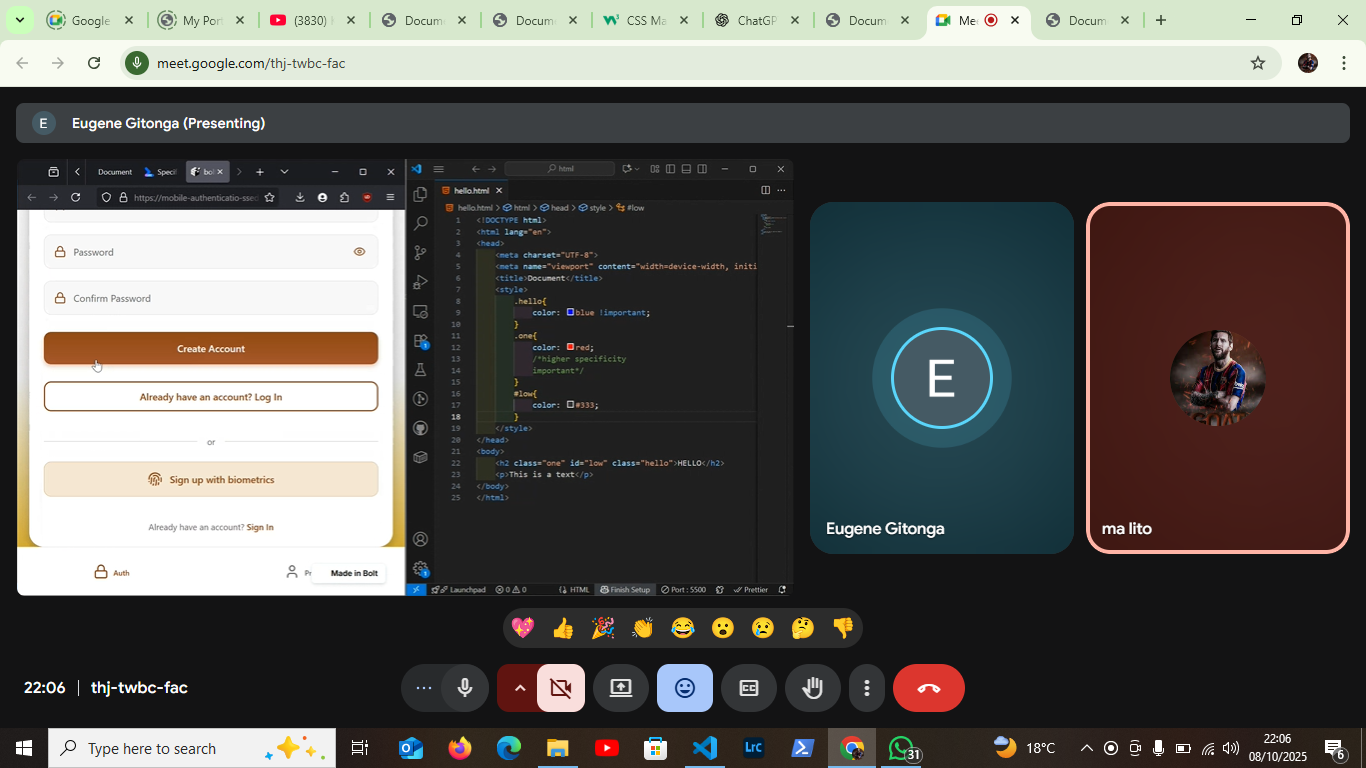 Google
My Port
(3830)
Docum
Docum
CSS Ma
ChatGP
Docum
Mee
Docum
meet.google.com/thj-twbc-fac
E
Eugene Gitonga (Presenting)
Document
Specif
bol
https://mobile-authenticatio-ssed
Password
Confirm Password
Create Account
Already have an account? Log In
or
Sign up with biometrics
Already have an account? Sign In
Auth
Pr
Made in Bolt
html
hello.html
hello.html > html > head > style > #low
1 <!DOCTYPE html>
2 <html lang="en">
3 <head>
4 <meta charset="UTF-8">
5 <meta name="viewport" content="width=device-width, initi
6 <title>Document</title>
7 <style>
8 .hello{
9 color: blue !important;
10 }
11 .one{
12 color: red;
13 /*higher specificity
14 important*/
15 }
16 #low{
17 color: #333;
18 }
19 </style>
20 </head>
21 <body>
22 <h2 class="one" id="low" class="hello">HELLO</h2>
23 <p>This is a text</p>
24 </body>
25 </html>
Launchpad
0 0
HTML
Finish Setup
Port : 5500
Prettier
E
Eugene Gitonga
ma lito
22:06 | thj-twbc-fac
CC
Type here to search
Lrc
31
18°C
22:06
08/10/2025
6